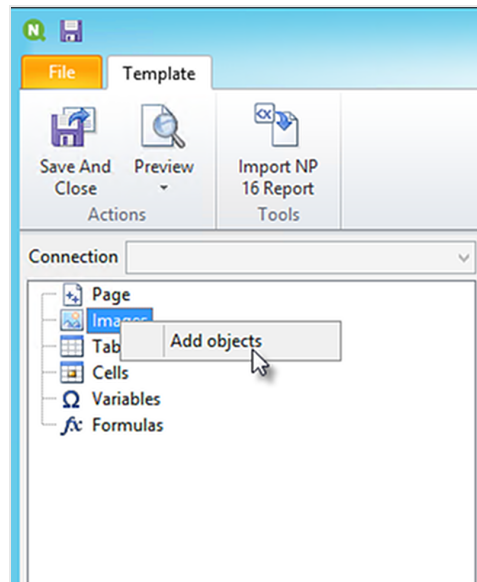 File Template
Save And
Close
Preview
Import NP
16 Report
Actions
Tools
Connection
Page
Images
Add objects
Tab
Cells
Variables
Formulas